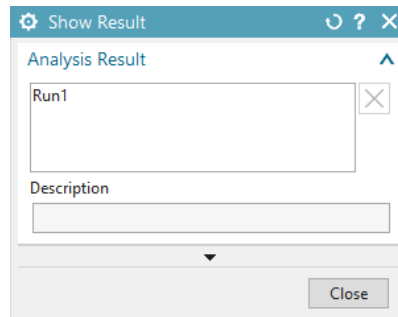 Show Result
?
Analysis Result
Run1
Description
Close